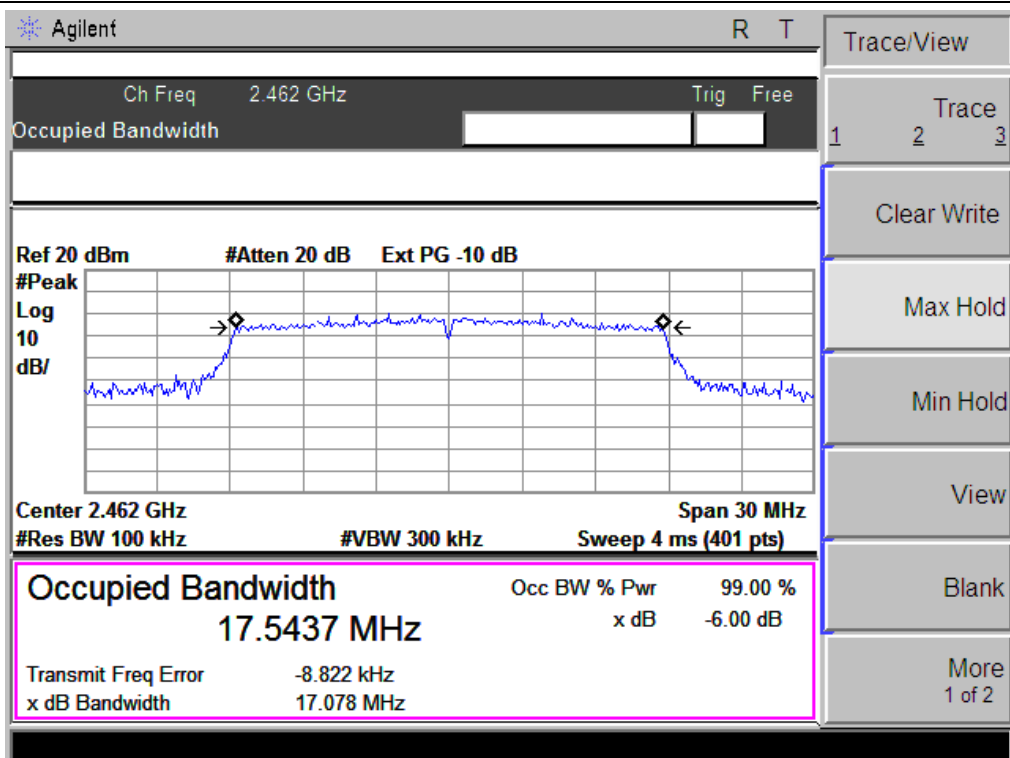 Agilent R T
Trace/View
Ch Freq 2.462 GHz Trig Free
Occupied Bandwidth
Trace
1 2 3
Clear Write
Max Hold
Min Hold
View
Blank
More
1 of 2
Ref 20 dBm #Atten 20 dB Ext PG -10 dB
#Peak
Log
10
dB/
Center 2.462 GHz Span 30 MHz
#Res BW 100 kHz #VBW 300 kHz Sweep 4 ms (401 pts)
Occupied Bandwidth Occ BW % Pwr 99.00 %
17.5437 MHz x dB -6.00 dB
Transmit Freq Error -8.822 kHz
x dB Bandwidth 17.078 MHz